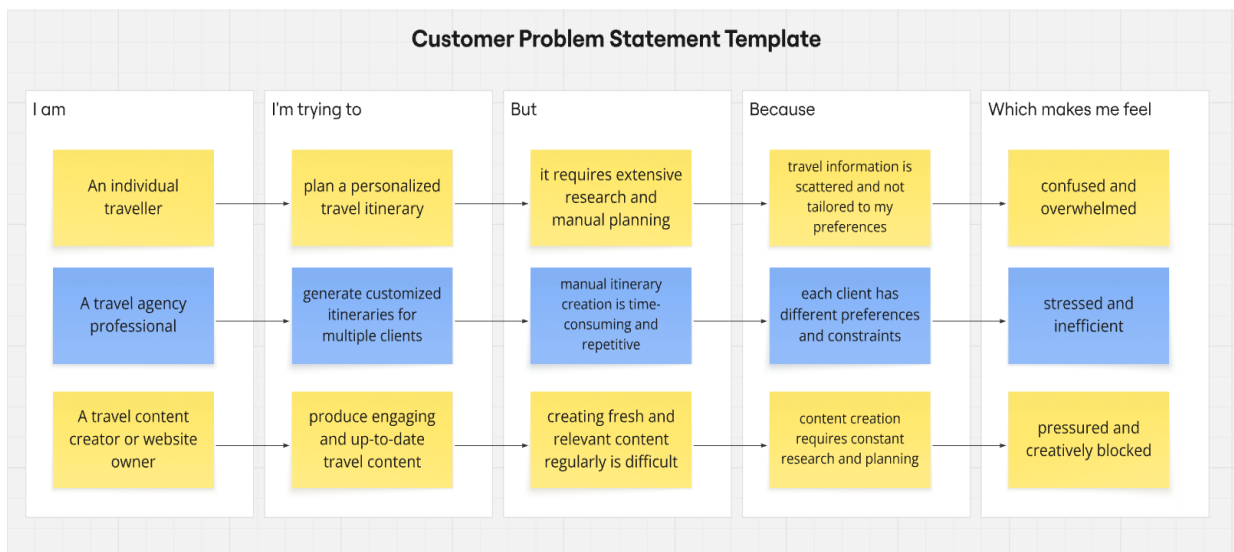 Customer Problem Statement Template
I am
I'm trying to
But
Because
Which makes me feel
An individual
traveller
plan a personalized
travel itinerary
it requires extensive
research and
manual planning
travel information is
scattered and not
tailored to my
preferences
confused and
overwhelmed
A travel agency
professional
generate customized
itineraries for
multiple clients
manual itinerary
creation is time-
consuming and
repetitive
each client has
different preferences
and constraints
stressed and
inefficient
A travel content
creator or website
owner
produce engaging
and up-to-date
travel content
creating fresh and
relevant content
regularly is difficult
content creation
requires constant
research and planning
pressured and
creatively blocked